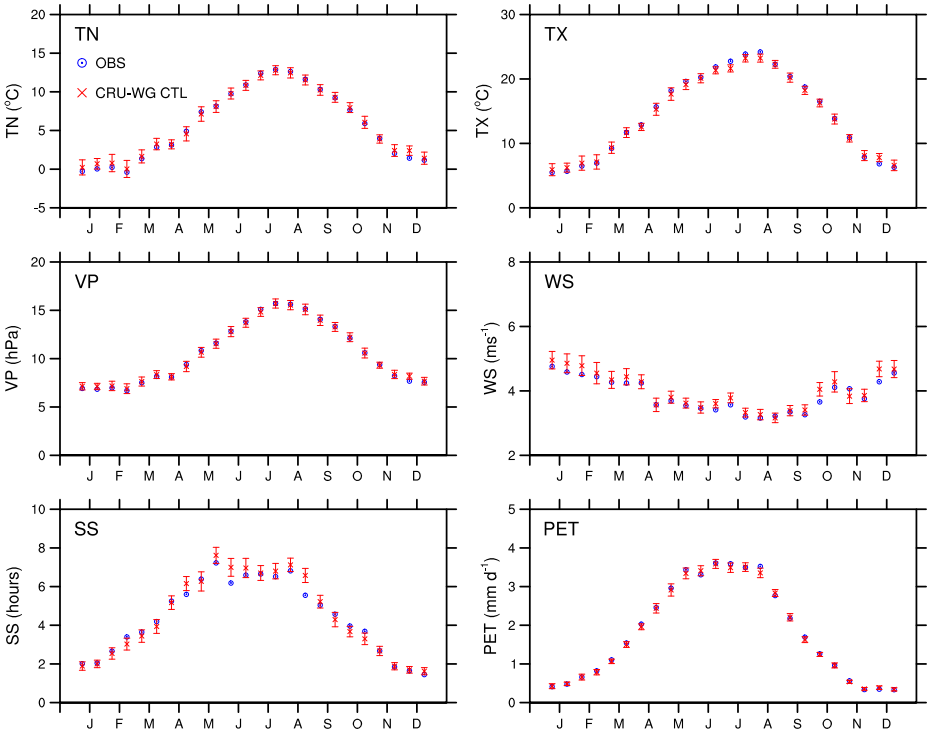 TN
OBS
CRU-WG CTL
TN (°C)
20
15
10
5
0
-5
J F M A M J J A S O N D
TX
TX (°C)
30
20
10
0
J F M A M J J A S O N D
VP
VP (hPa)
20
15
10
5
0
J F M A M J J A S O N D
WS
WS (ms⁻¹)
8
6
4
2
J F M A M J J A S O N D
SS
SS (hours)
10
8
6
4
2
0
J F M A M J J A S O N D
PET
PET (mm d⁻¹)
5
4
3
2
1
0
J F M A M J J A S O N D